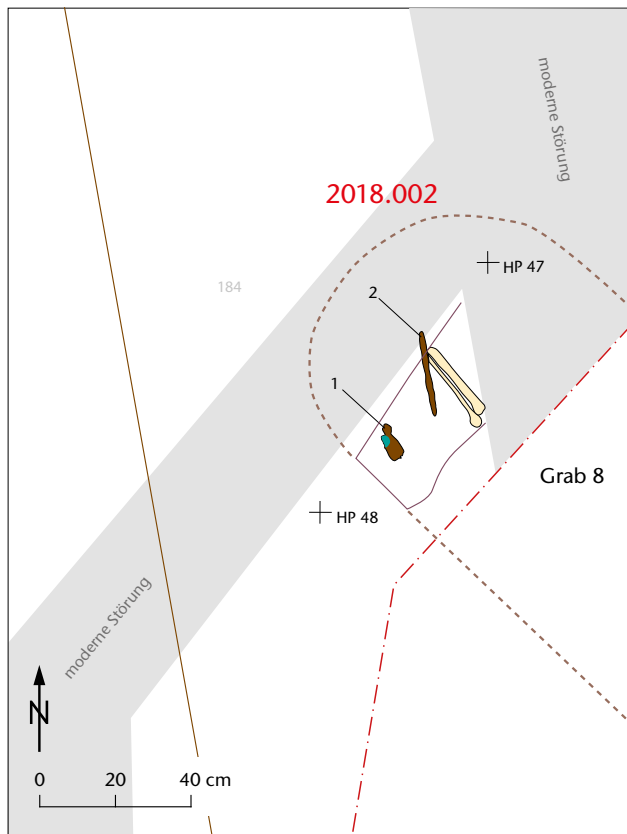 moderne Störung
2018.002
HP 47
184
2
1
Grab 8
HP 48
moderne Störung
N
0 20 40 cm